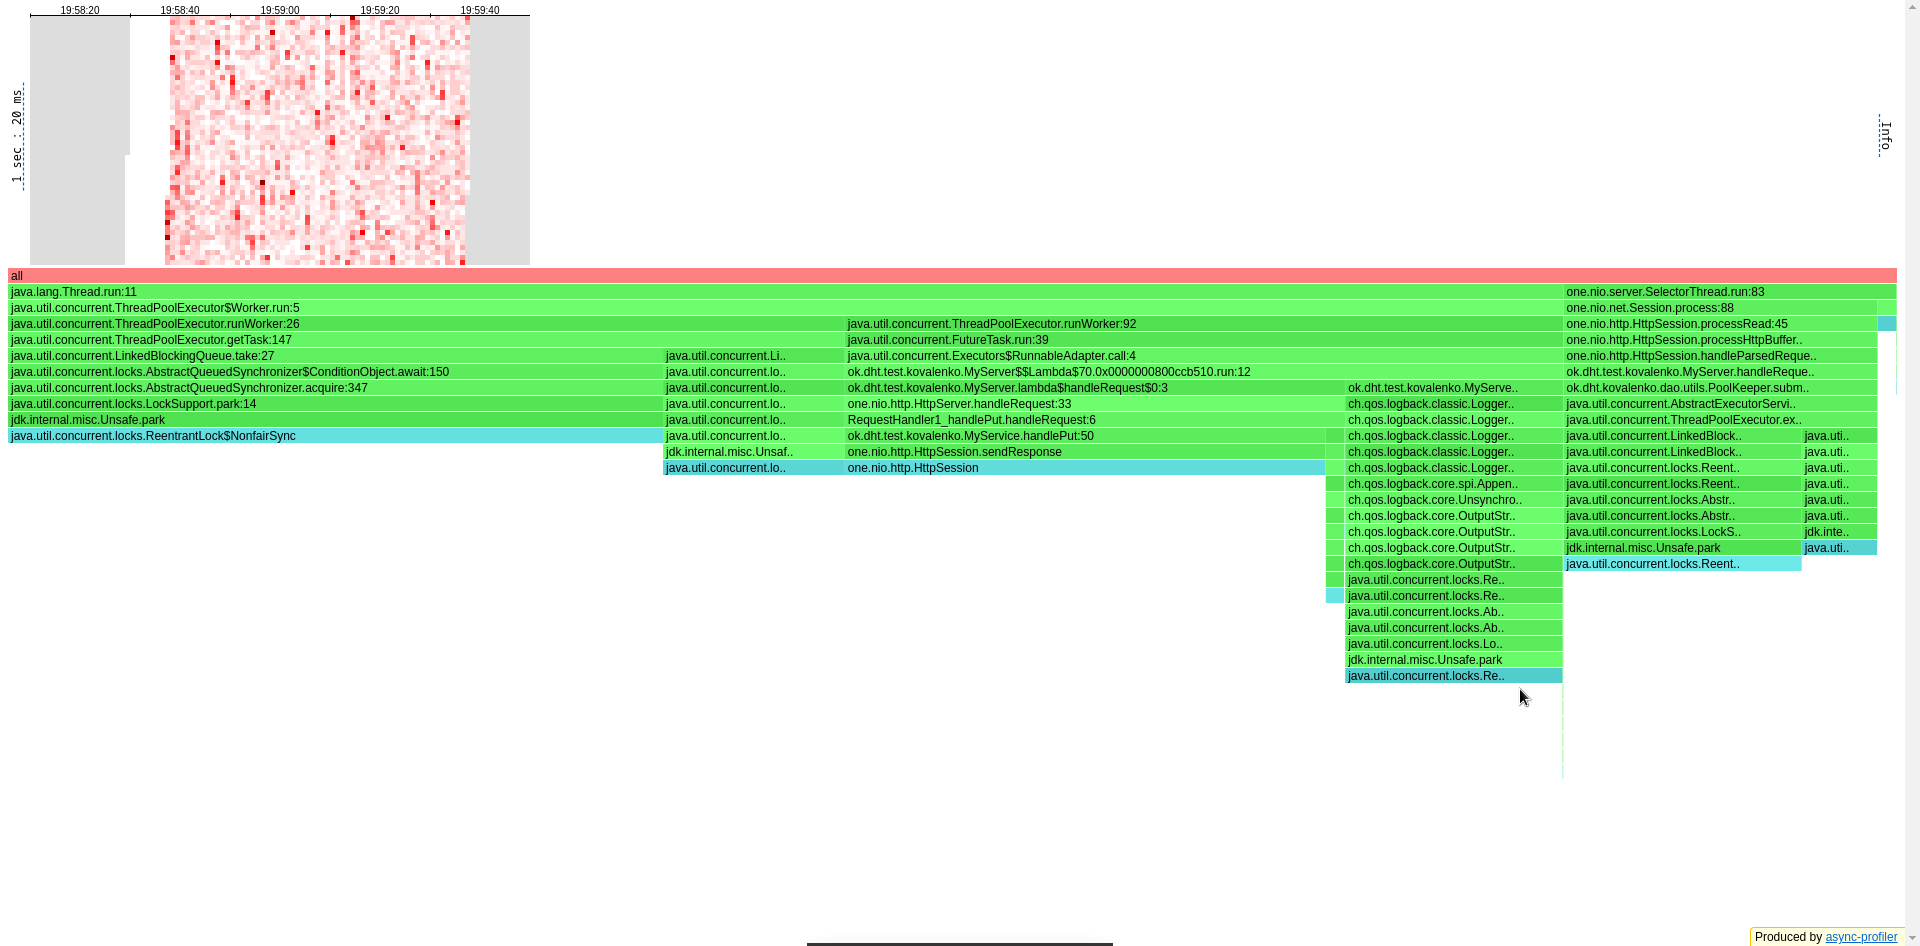 19:58:20 19:58:40 19:59:00 19:59:20 19:59:40
1 sec : 20 ms
Info
all
java.lang.Thread.run:11 one.nio.server.SelectorThread.run:83
java.util.concurrent.ThreadPoolExecutor$Worker.run:5 one.nio.net.Session.process:88
java.util.concurrent.ThreadPoolExecutor.runWorker:26 java.util.concurrent.ThreadPoolExecutor.runWorker:92 one.nio.http.HttpSession.processRead:45
java.util.concurrent.ThreadPoolExecutor.getTask:147 java.util.concurrent.FutureTask.run:39 one.nio.http.HttpSession.processHttpBuffer..
java.util.concurrent.LinkedBlockingQueue.take:27 java.util.concurrent.Li.. java.util.concurrent.Executors$RunnableAdapter.call:4 one.nio.http.HttpSession.handleParsedReque..
java.util.concurrent.locks.AbstractQueuedSynchronizer$ConditionObject.await:150 java.util.concurrent.lo.. ok.dht.test.kovalenko.MyServer$$Lambda$70.0x0000000800ccb510.run:12 ok.dht.test.kovalenko.MyServer.handleReque..
java.util.concurrent.locks.AbstractQueuedSynchronizer.acquire:347 java.util.concurrent.lo.. ok.dht.test.kovalenko.MyServer.lambda$handleRequest$0:3 ok.dht.test.kovalenko.MyServe.. ok.dht.kovalenko.dao.utils.PoolKeeper.subm..
java.util.concurrent.locks.LockSupport.park:14 java.util.concurrent.lo.. one.nio.http.HttpServer.handleRequest:33 ch.qos.logback.classic.Logger.. java.util.concurrent.AbstractExecutorServi..
jdk.internal.misc.Unsafe.park java.util.concurrent.lo.. RequestHandler1_handlePut.handleRequest:6 ch.qos.logback.classic.Logger.. java.util.concurrent.ThreadPoolExecutor.ex..
java.util.concurrent.locks.ReentrantLock$NonfairSync java.util.concurrent.lo.. ok.dht.test.kovalenko.MyService.handlePut:50 ch.qos.logback.classic.Logger.. java.util.concurrent.LinkedBlock.. java.uti..
jdk.internal.misc.Unsaf.. one.nio.http.HttpSession.sendResponse ch.qos.logback.classic.Logger.. java.util.concurrent.LinkedBlock.. java.uti..
java.util.concurrent.lo.. one.nio.http.HttpSession ch.qos.logback.classic.Logger.. java.util.concurrent.locks.Reent.. java.uti..
ch.qos.logback.core.spi.Appen.. java.util.concurrent.locks.Reent.. java.uti..
ch.qos.logback.core.Unsynchro.. java.util.concurrent.locks.Abstr.. java.uti..
ch.qos.logback.core.OutputStr.. java.util.concurrent.locks.Abstr.. java.uti..
ch.qos.logback.core.OutputStr.. java.util.concurrent.locks.LockS.. jdk.inte..
ch.qos.logback.core.OutputStr.. jdk.internal.misc.Unsafe.park java.uti..
ch.qos.logback.core.OutputStr.. java.util.concurrent.locks.Reent..
java.util.concurrent.locks.Re..
java.util.concurrent.locks.Re..
java.util.concurrent.locks.Ab..
java.util.concurrent.locks.Ab..
java.util.concurrent.locks.Lo..
jdk.internal.misc.Unsafe.park
java.util.concurrent.locks.Re..
Produced by async-profiler